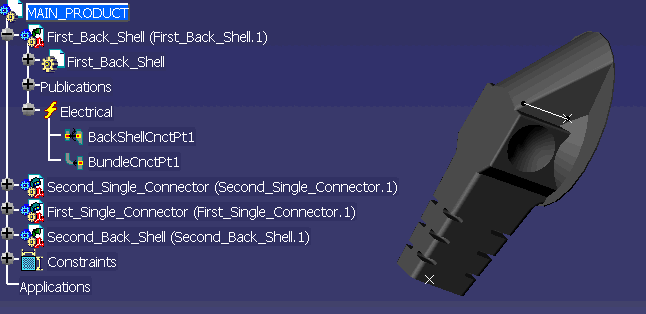 MAIN_PRODUCT
First_Back_Shell (First_Back_Shell.1)
First_Back_Shell
Publications
Electrical
BackShellCnctPt1
BundleCnctPt1
Second_Single_Connector (Second_Single_Connector.1)
First_Single_Connector (First_Single_Connector.1)
Second_Back_Shell (Second_Back_Shell.1)
Constraints
Applications